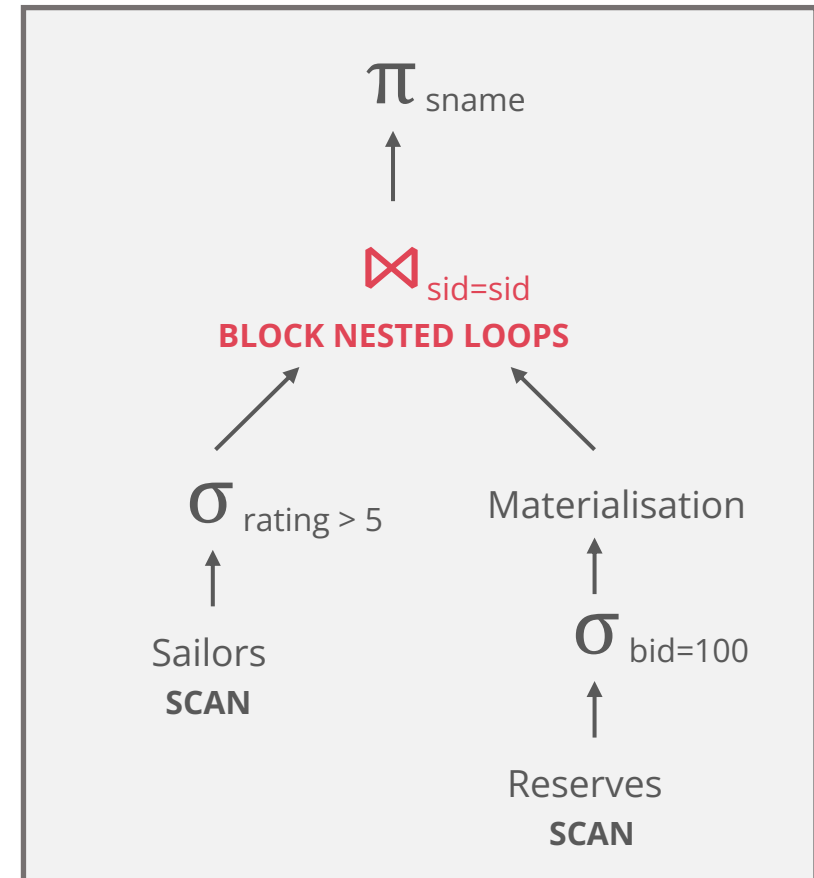 π sname
⋈ sid=sid
BLOCK NESTED LOOPS
σ rating > 5
Materialisation
σ bid=100
Sailors
SCAN
Reserves
SCAN